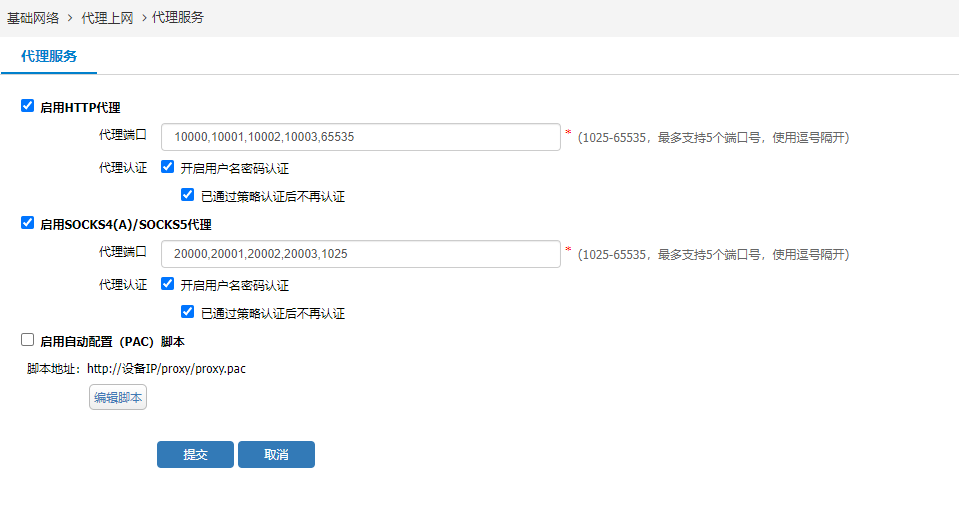 基础网络 > 代理上网 > 代理服务
代理服务
启用HTTP代理
代理端口 10000,10001,10002,10003,65535 * (1025-65535，最多支持5个端口号，使用逗号隔开)
代理认证 开启用户名密码认证
已通过策略认证后不再认证
启用SOCKS4(A)/SOCKS5代理
代理端口 20000,20001,20002,20003,1025 * (1025-65535，最多支持5个端口号，使用逗号隔开)
代理认证 开启用户名密码认证
已通过策略认证后不再认证
启用自动配置（PAC）脚本
脚本地址：http://设备IP/proxy/proxy.pac
编辑脚本
提交 取消